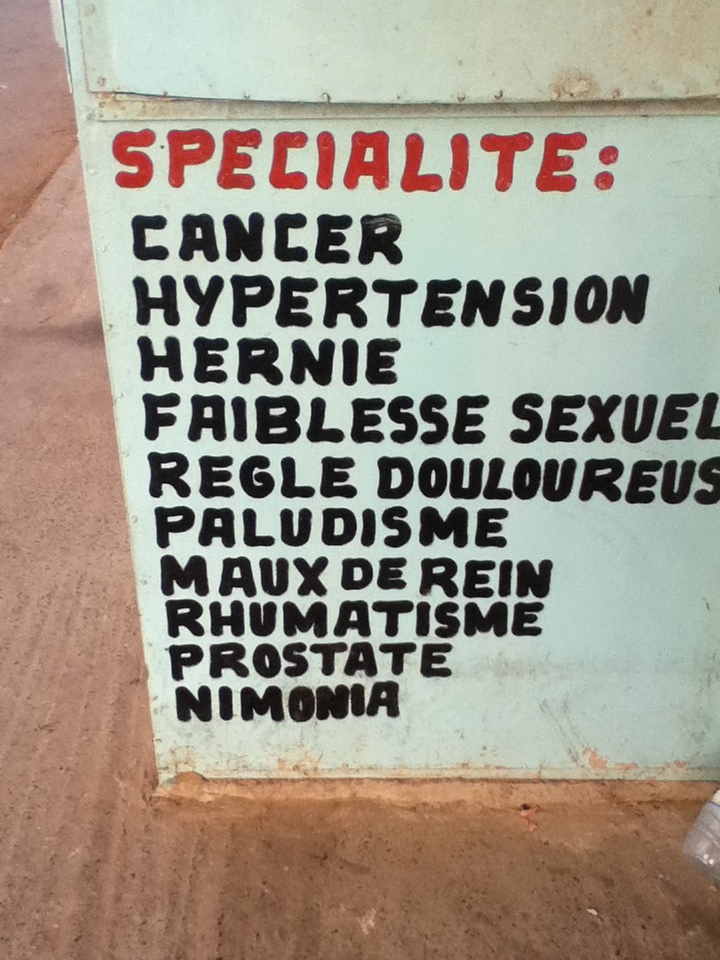 SPECIALITE:
CANCER
HYPERTENSION
HERNIE
FAIBLESSE SEXUEL
REGLE DOULOUREUS
PALUDISME
MAUX DE REIN
RHUMATISME
PROSTATE
NIMONIA